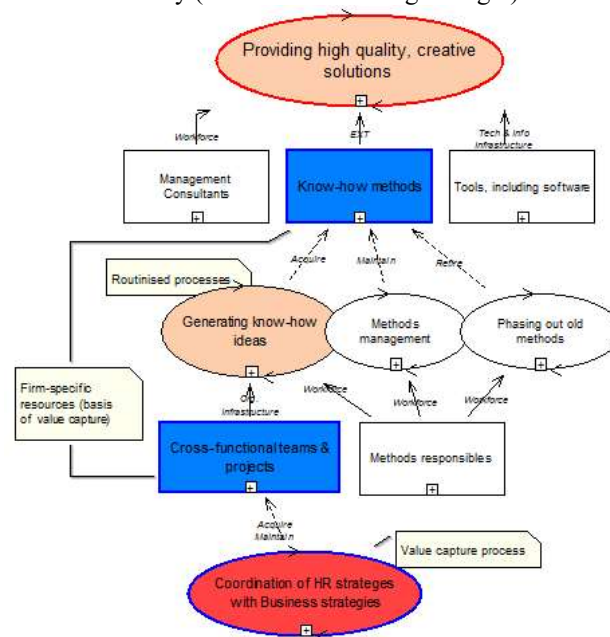 Providing high quality, creative
solutions
Workforce
EXT
Tech & Info
Infrastructure
Management
Consultants
Know-how methods
Tools, including software
Acquire
Maintain
Retire
Routinised processes
Generating know-how
ideas
Methods
management
Phasing out old
methods
Firm-specific
resources (basis
of value capture)
Infrastructure
Workforce
Workforce
Workforce
Cross-functional teams &
projects
Methods responsibles
Acquire
Maintain
Value capture process
Coordination of HR strateges
with Business strategies